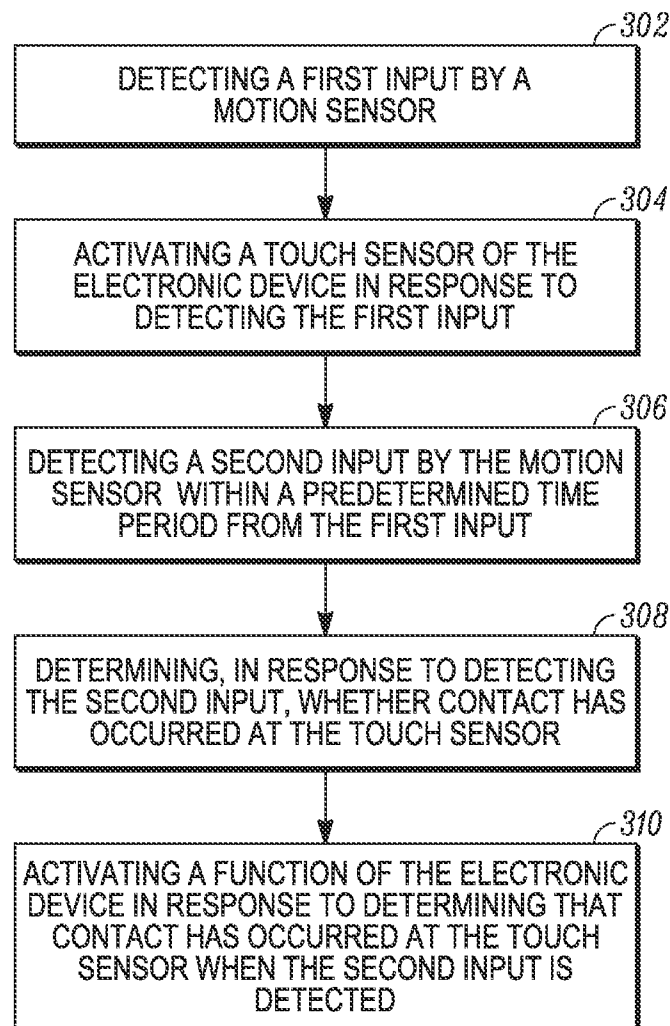 302
DETECTING A FIRST INPUT BY A
MOTION SENSOR
304
ACTIVATING A TOUCH SENSOR OF THE
ELECTRONIC DEVICE IN RESPONSE TO
DETECTING THE FIRST INPUT
306
DETECTING A SECOND INPUT BY THE MOTION
SENSOR WITHIN A PREDETERMINED TIME
PERIOD FROM THE FIRST INPUT
308
DETERMINING, IN RESPONSE TO DETECTING
THE SECOND INPUT, WHETHER CONTACT HAS
OCCURRED AT THE TOUCH SENSOR
310
ACTIVATING A FUNCTION OF THE ELECTRONIC
DEVICE IN RESPONSE TO DETERMINING THAT
CONTACT HAS OCCURRED AT THE TOUCH
SENSOR WHEN THE SECOND INPUT IS
DETECTED